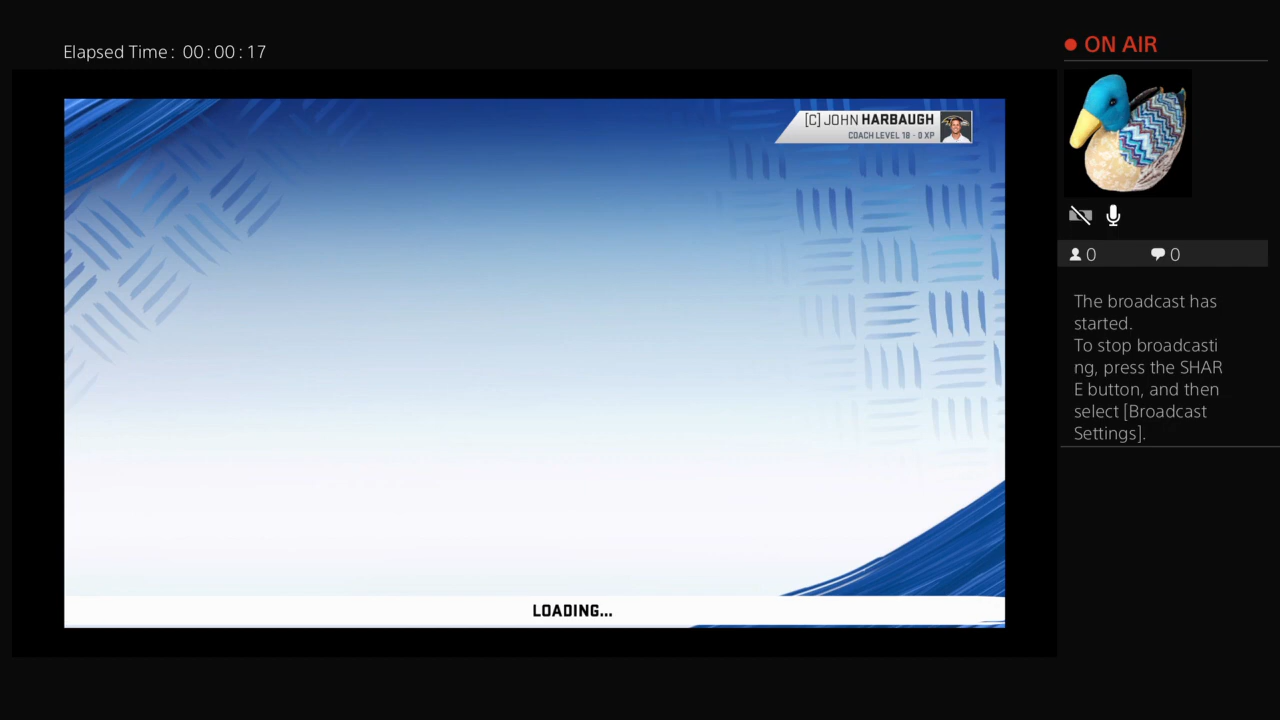 Elapsed Time: 00:00:17
ON AIR
[C] JOHN HARBAUGH
COACH LEVEL 18 - 0 XP
0 0
The broadcast has
started.
To stop broadcasti
ng, press the SHAR
E button, and then
select [Broadcast
Settings].
LOADING...